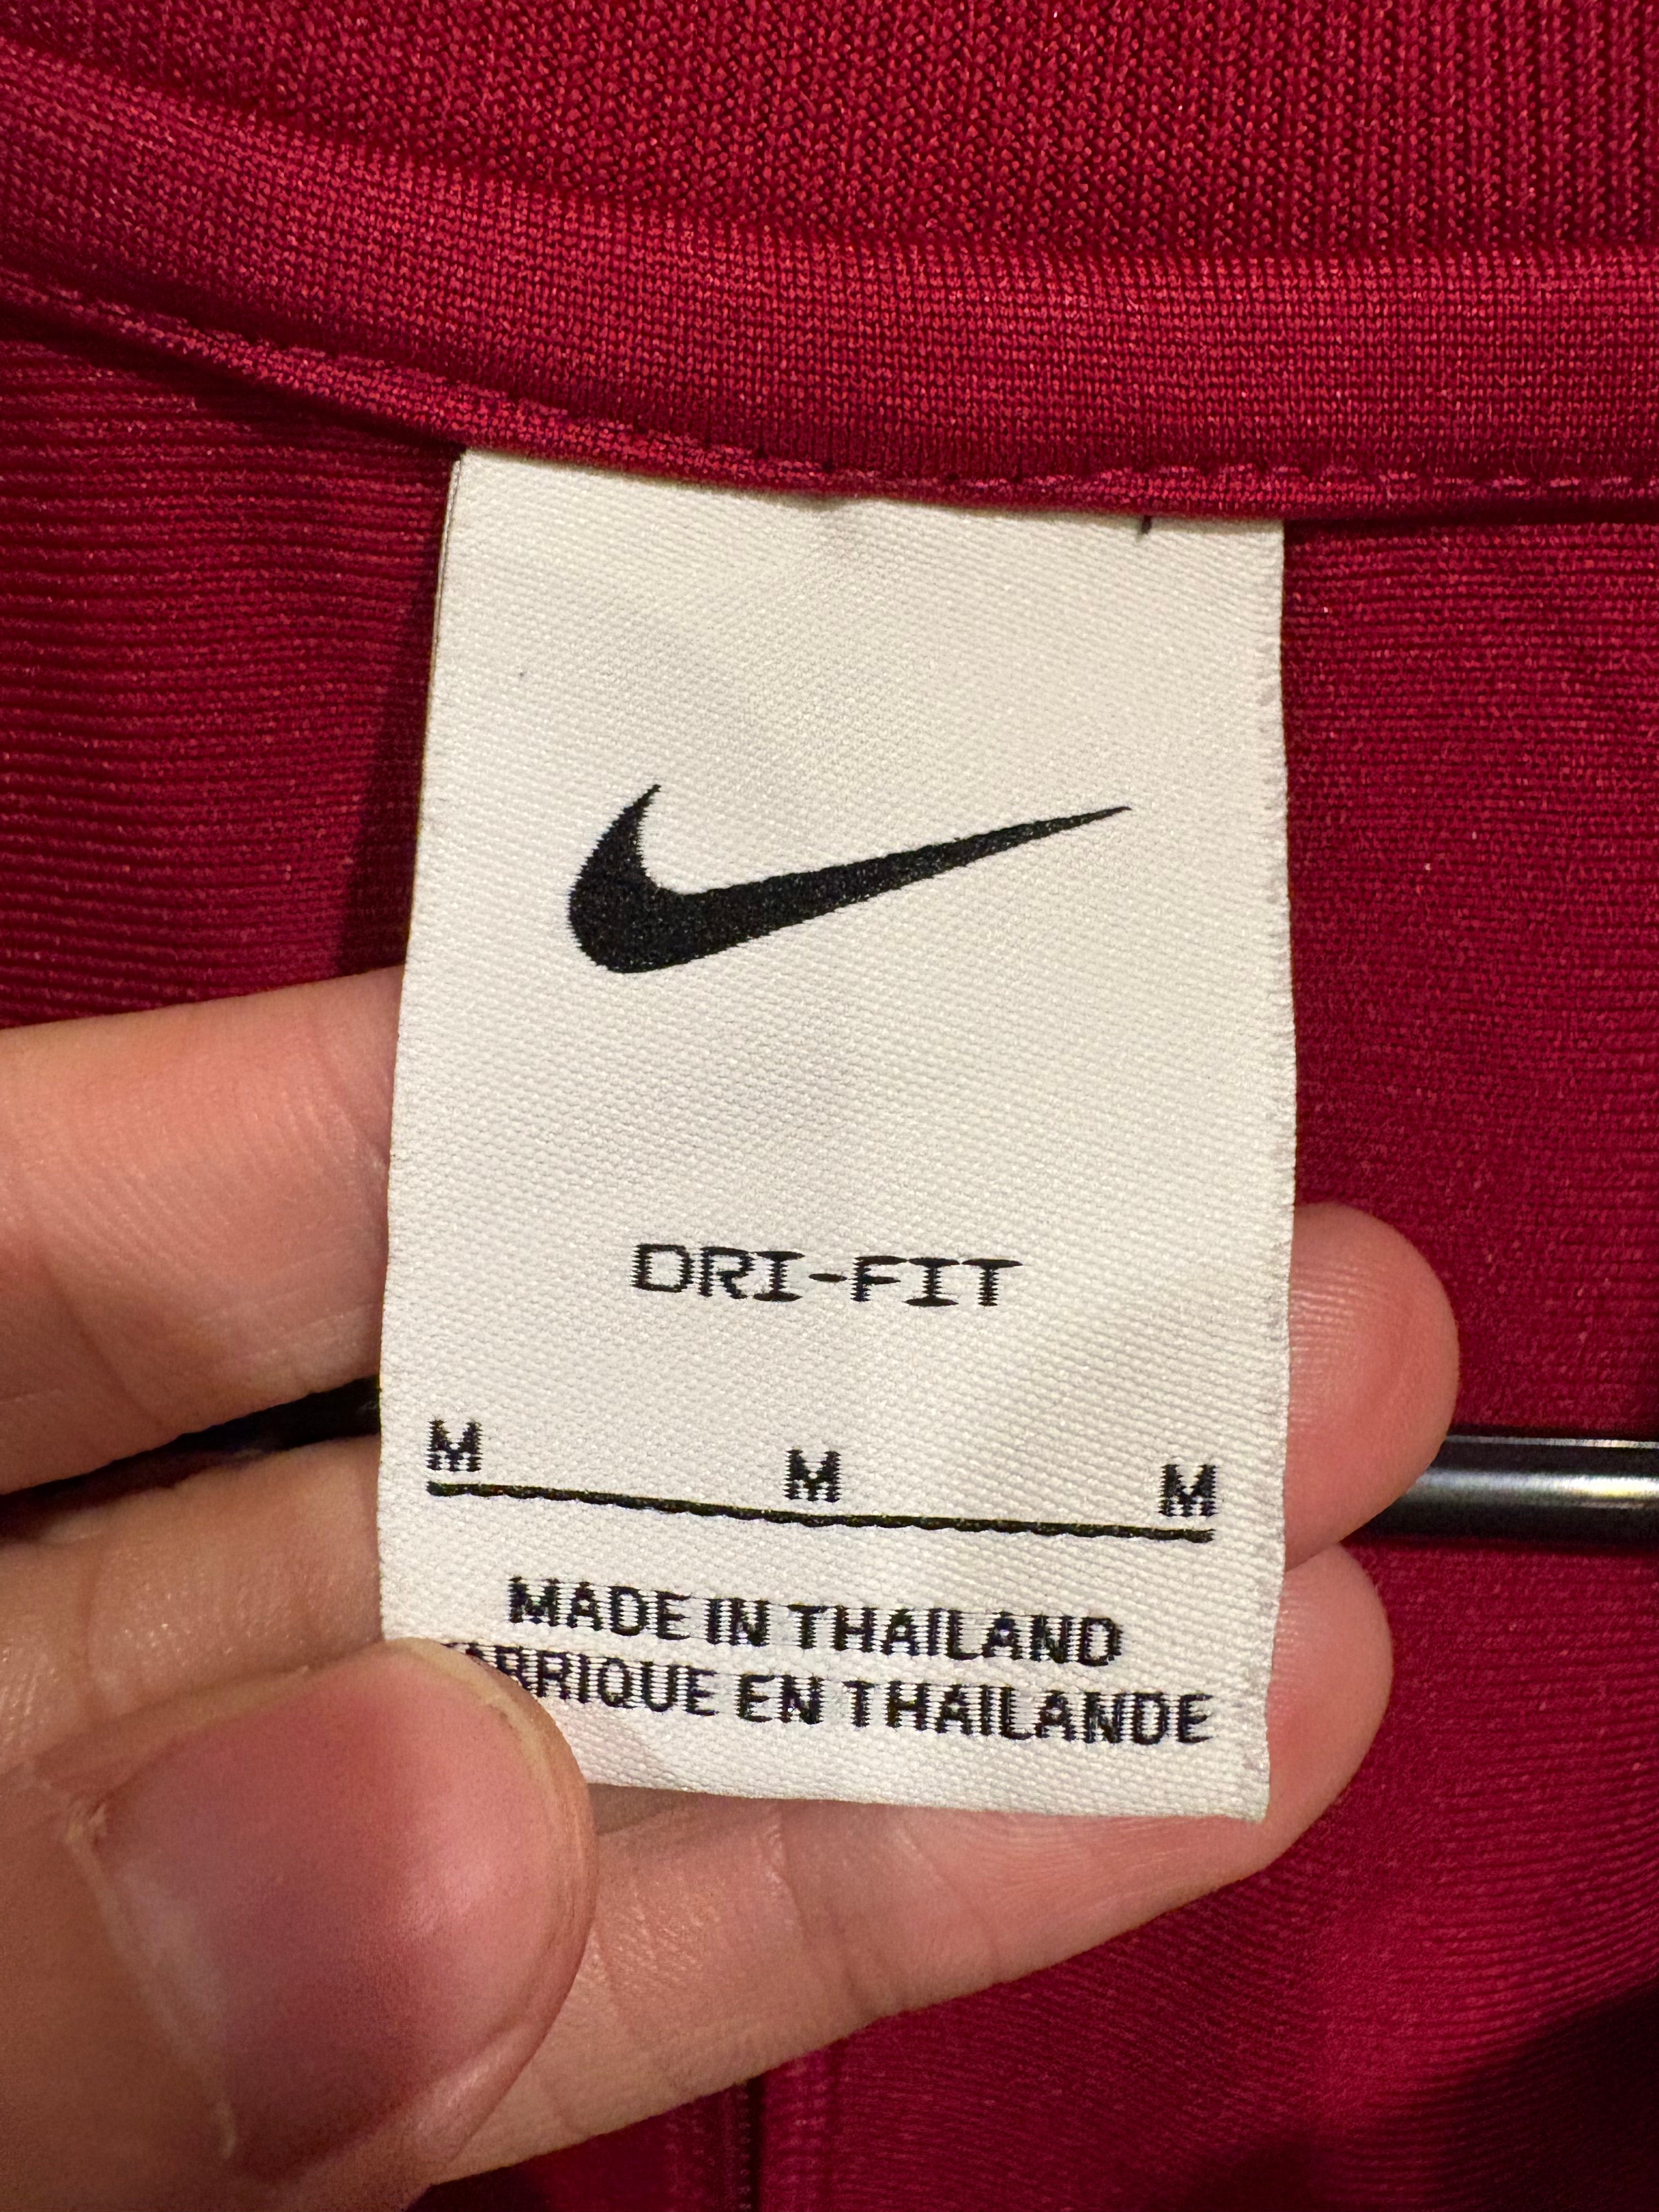 DRI-FIT
M M M
MADE IN THAILAND
EN THAILANDE